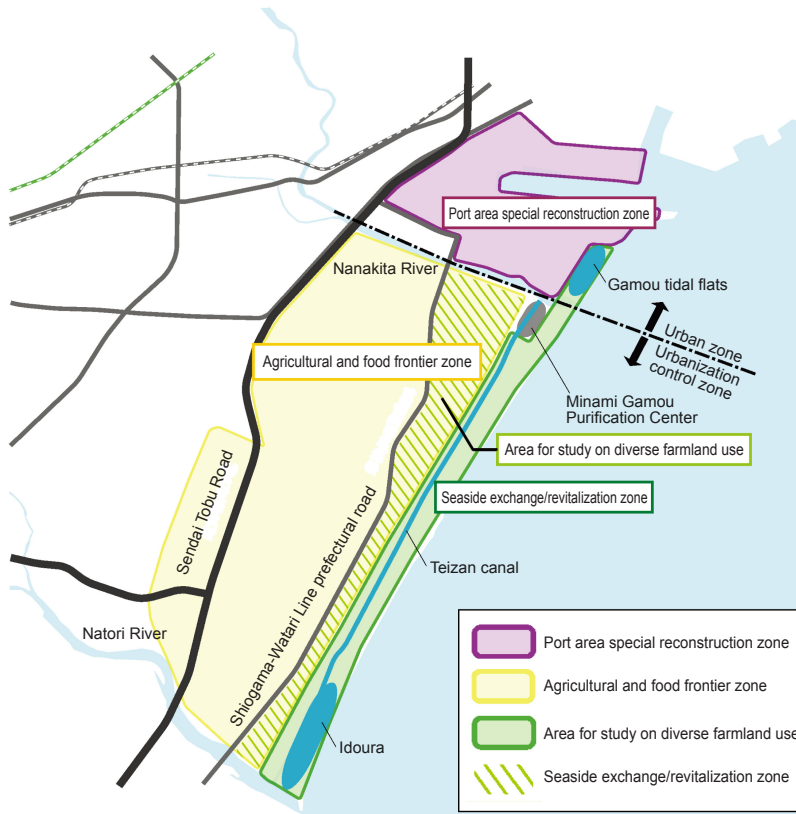 Port area special reconstruction zone
Nanakita River
Gamou tidal flats
Urban zone
Urbanization
control zone
Agricultural and food frontier zone
Minami Gamou
Purification Center
Area for study on diverse farmland use
Sendai Tobu Road
Seaside exchange/revitalization zone
Teizan canal
Shiogama-Watari Line prefectural road
Natori River
Idoura
Port area special reconstruction zone
Agricultural and food frontier zone
Area for study on diverse farmland use
Seaside exchange/revitalization zone